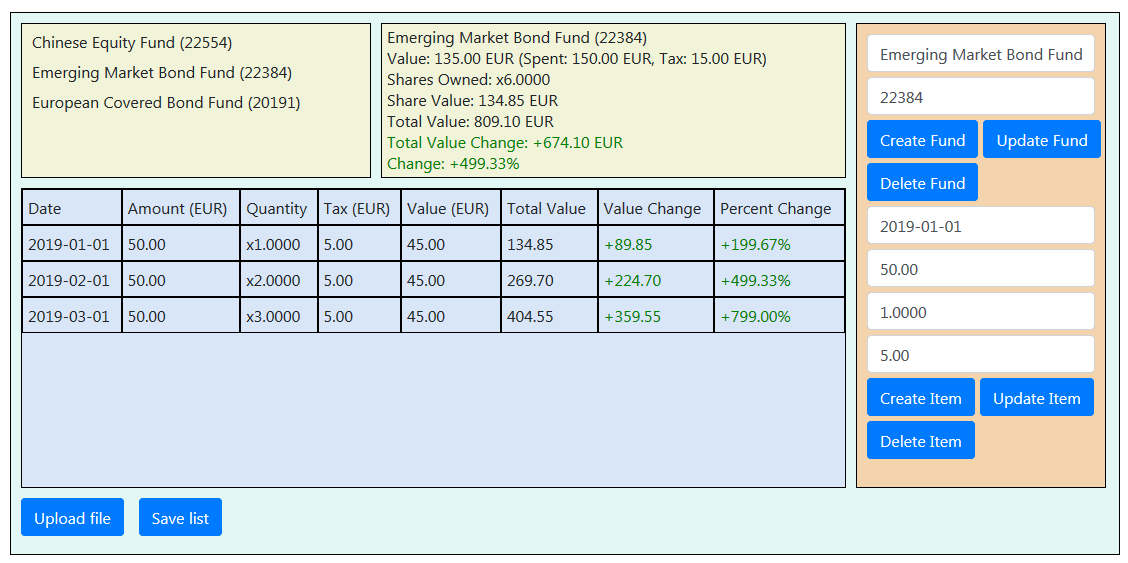 Chinese Equity Fund (22554)
Emerging Market Bond Fund (22384)
European Covered Bond Fund (20191)
Emerging Market Bond Fund (22384)
Value: 135.00 EUR (Spent: 150.00 EUR, Tax: 15.00 EUR)
Shares Owned: x6.0000
Share Value: 134.85 EUR
Total Value: 809.10 EUR
Total Value Change: +674.10 EUR
Change: +499.33%
Date Amount (EUR) Quantity Tax (EUR) Value (EUR) Total Value Value Change Percent Change
2019-01-01 50.00 x1.0000 5.00 45.00 134.85 +89.85 +199.67%
2019-02-01 50.00 x2.0000 5.00 45.00 269.70 +224.70 +499.33%
2019-03-01 50.00 x3.0000 5.00 45.00 404.55 +359.55 +799.00%
Emerging Market Bond Fund
22384
Create Fund Update Fund
Delete Fund
2019-01-01
50.00
1.0000
5.00
Create Item Update Item
Delete Item
Upload file Save list